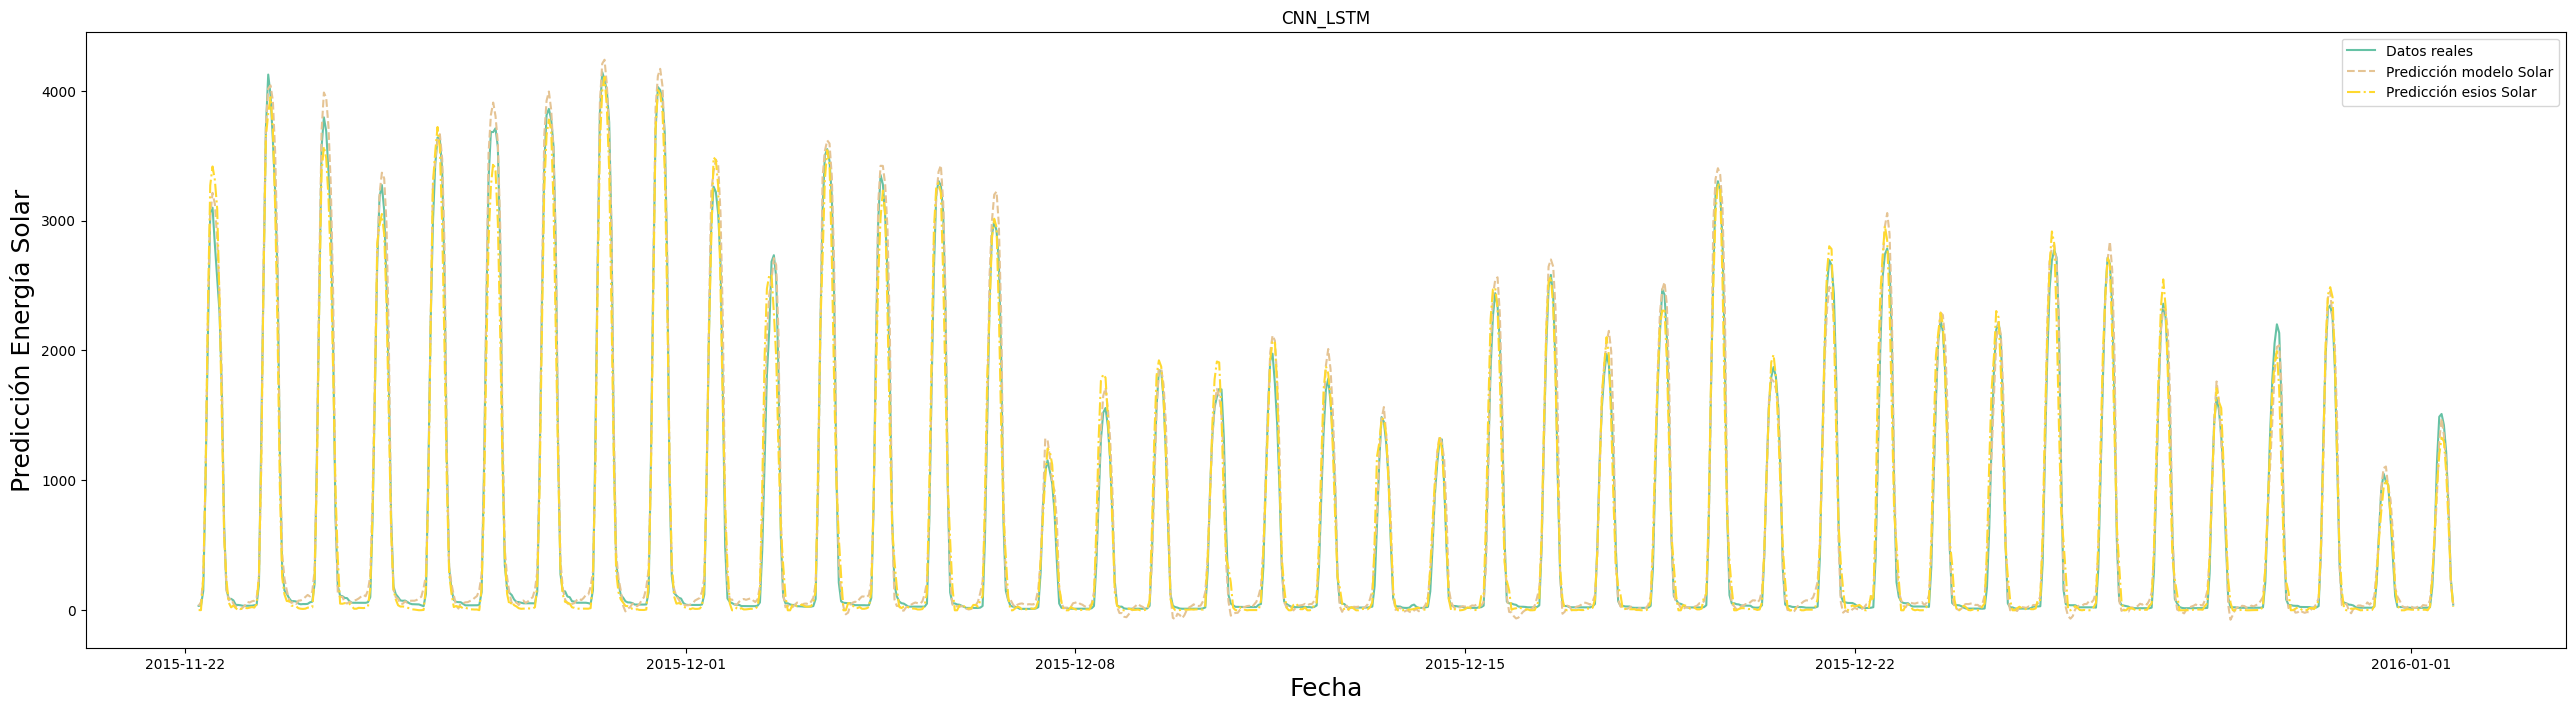 CNN_LSTM
Datos reales
Predicción modelo Solar
Predicción esios Solar
Predicción Energía Solar
4000
3000
2000
1000
0
2015-11-22
2015-12-01
2015-12-08
2015-12-15
2015-12-22
2016-01-01
Fecha